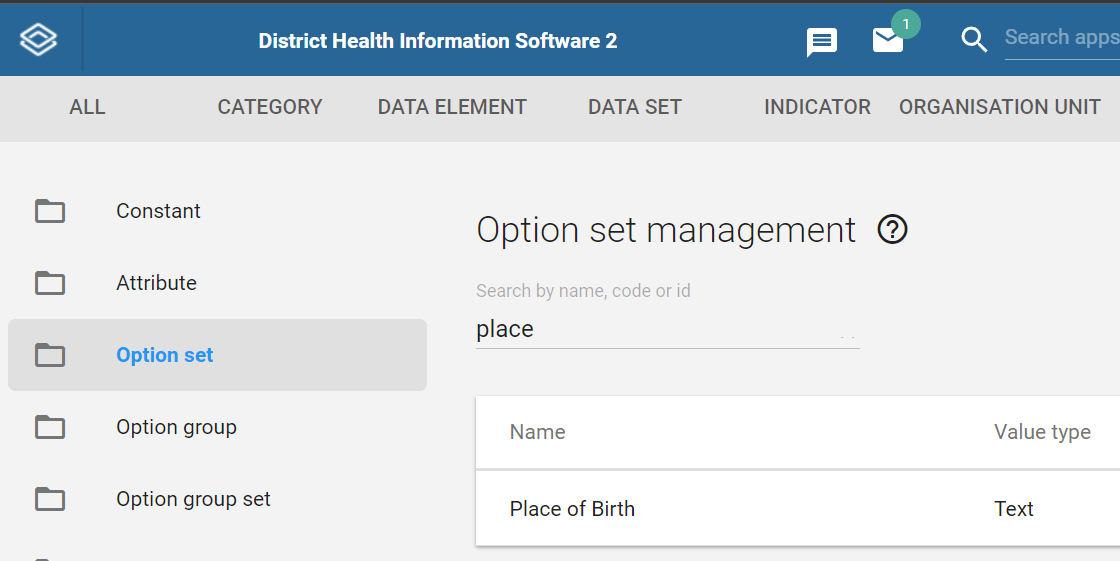 District Health Information Software 2
1
Search apps
ALL CATEGORY DATA ELEMENT DATA SET INDICATOR ORGANISATION UNIT
Constant
Attribute
Option set
Option group
Option group set
Option set management
Search by name, code or id
place
Name Value type
Place of Birth Text